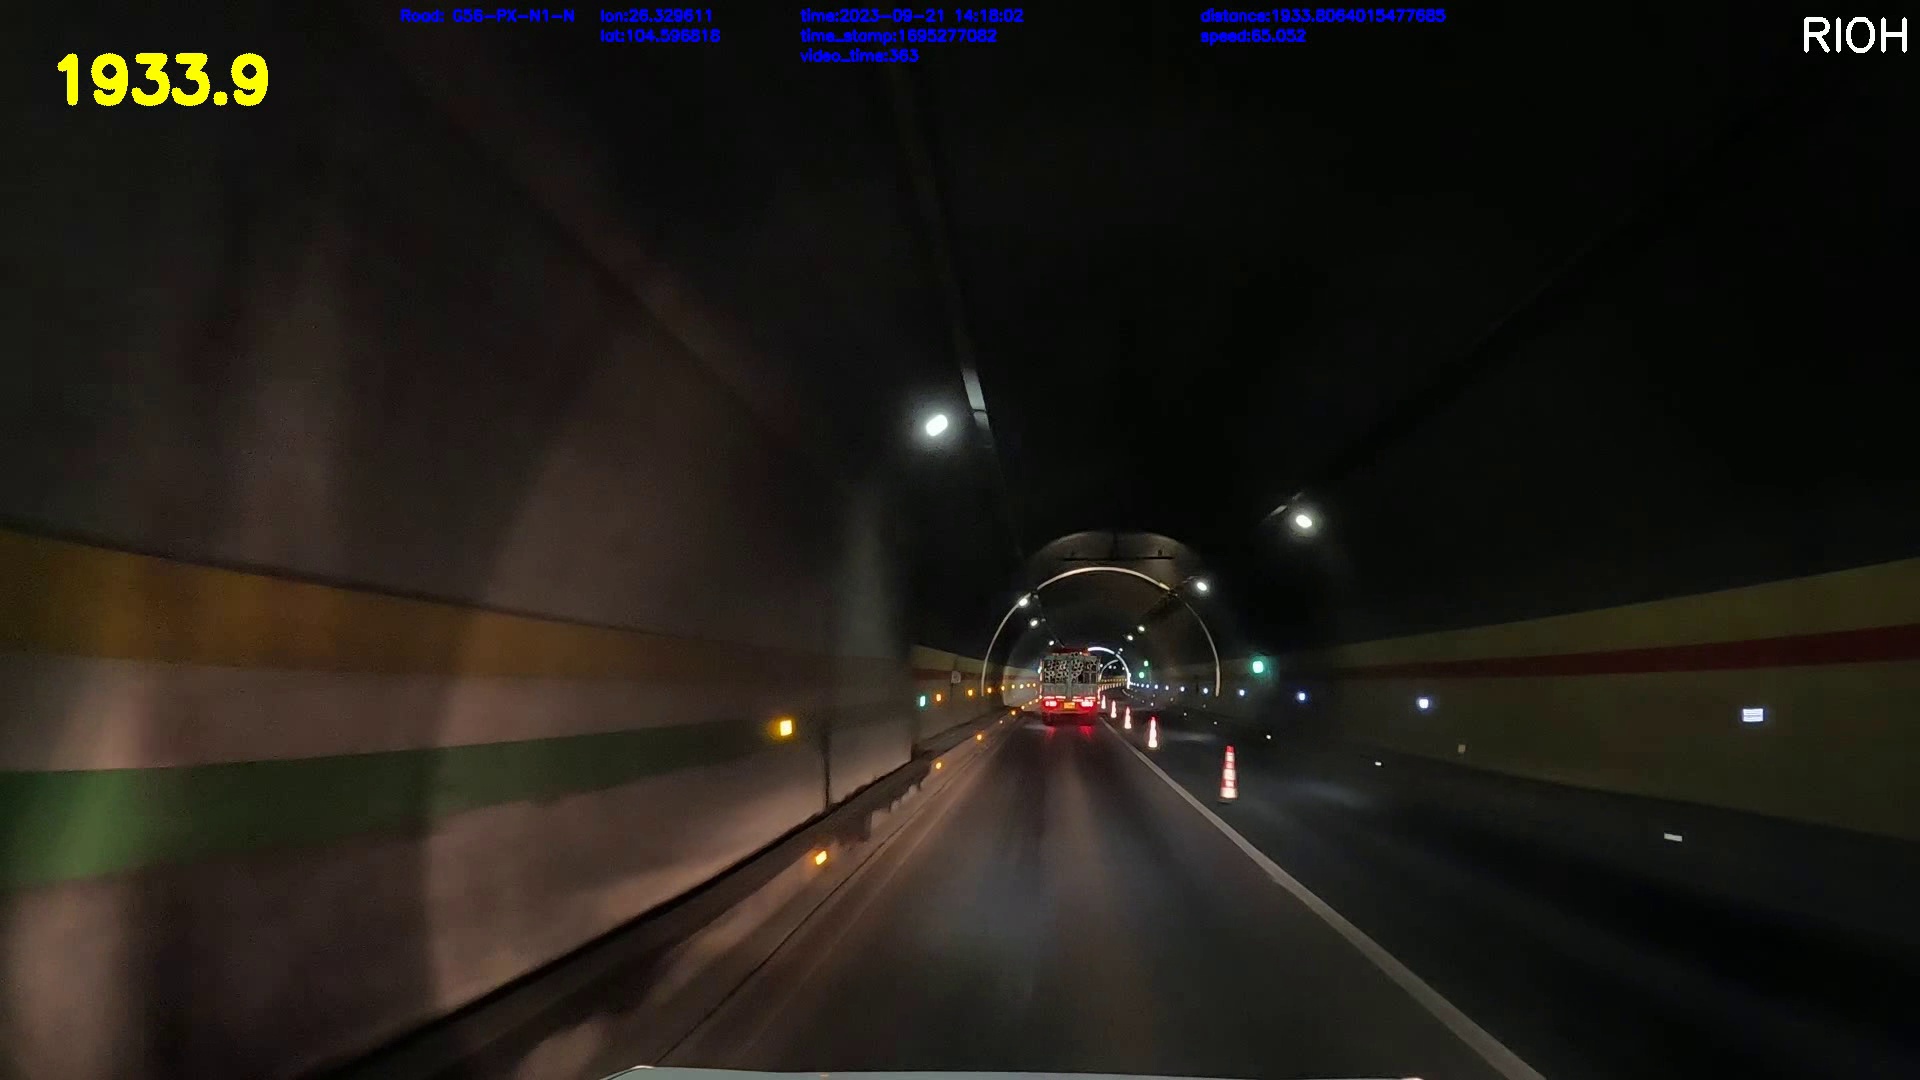 Road: G56-PX-N1-N lon:26.329611 time:2023-09-21 14:18:02 distance:1933.8064015477685
lat:104.596818 time_stamp:1695277082 speed:65.052
video_time:363
RIOH
1933.9